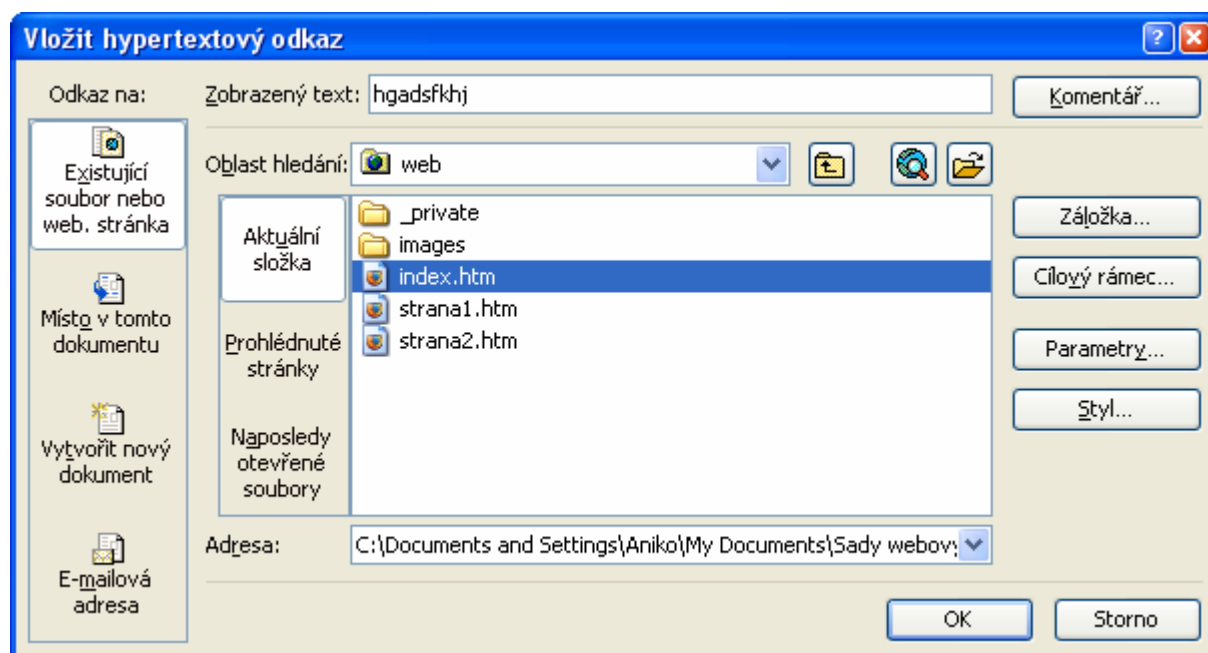 Vložit hypertextový odkaz
Odkaz na:
Zobrazený text: hgadsfkhj
Komentář...
Existující
soubor nebo
web. stránka
Místo v tomto
dokumentu
Vytvořit nový
dokument
E-mailová
adresa
Oblast hledání: web
Aktuální
složka
Prohlédnuté
stránky
Naposledy
otevřené
soubory
_private
images
index.htm
strana1.htm
strana2.htm
Záložka...
Cílový rámec...
Parametry...
Styl...
Adresa: C:\Documents and Settings\Aniko\My Documents\Sady webový
OK
Storno